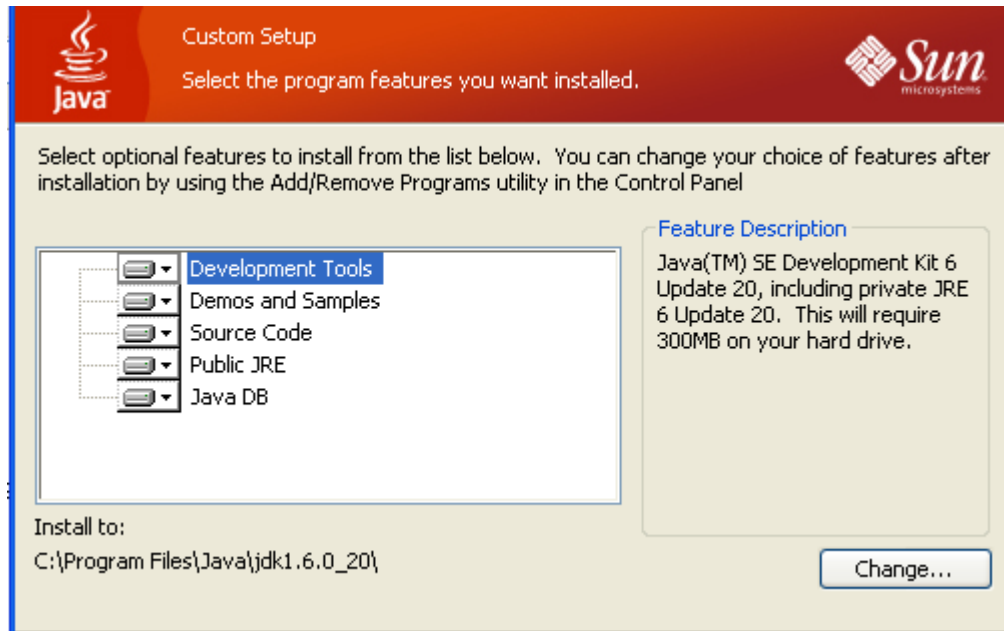 Java
Custom Setup
Select the program features you want installed.
Sun
microsystems
Select optional features to install from the list below.  You can change your choice of features after
installation by using the Add/Remove Programs utility in the Control Panel
Development Tools
Demos and Samples
Source Code
Public JRE
Java DB
Feature Description
Java(TM) SE Development Kit 6
Update 20, including private JRE
6 Update 20.  This will require
300MB on your hard drive.
Install to:
C:\Program Files\Java\jdk1.6.0_20\
Change...